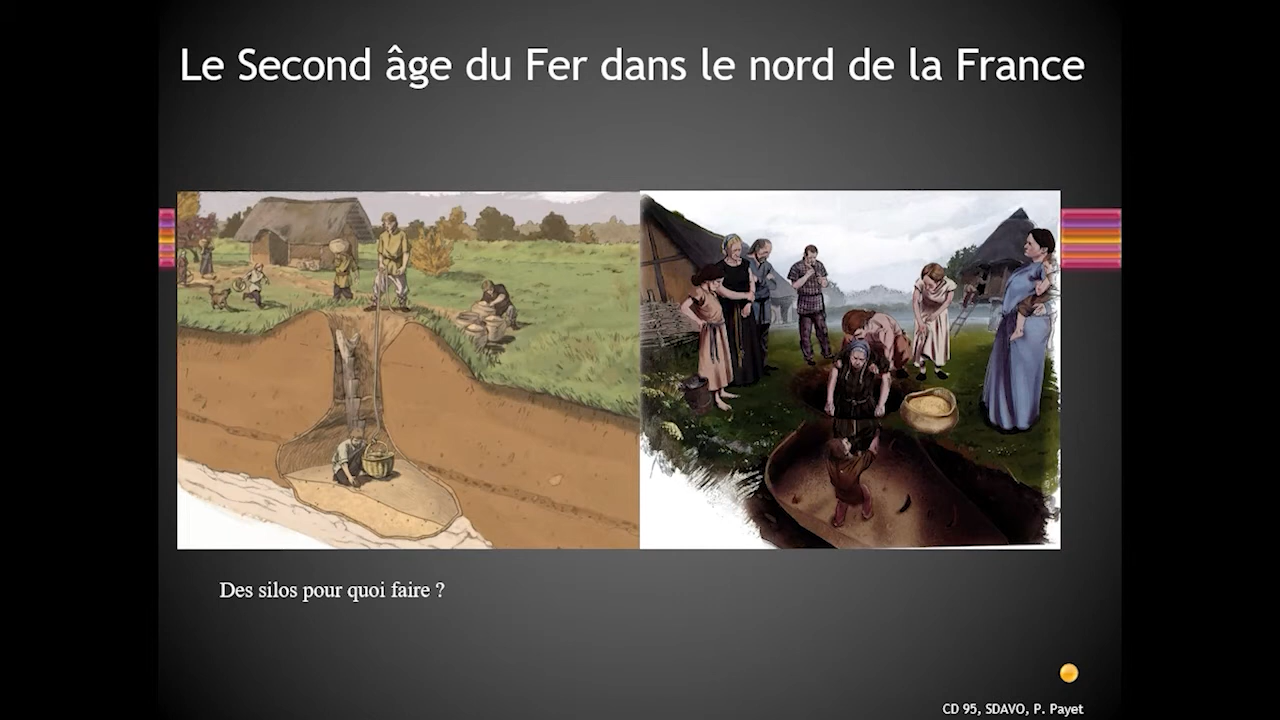 Le Second âge du Fer dans le nord de la France
Des silos pour quoi faire ?
CD 95, SDAVO, P. Payet